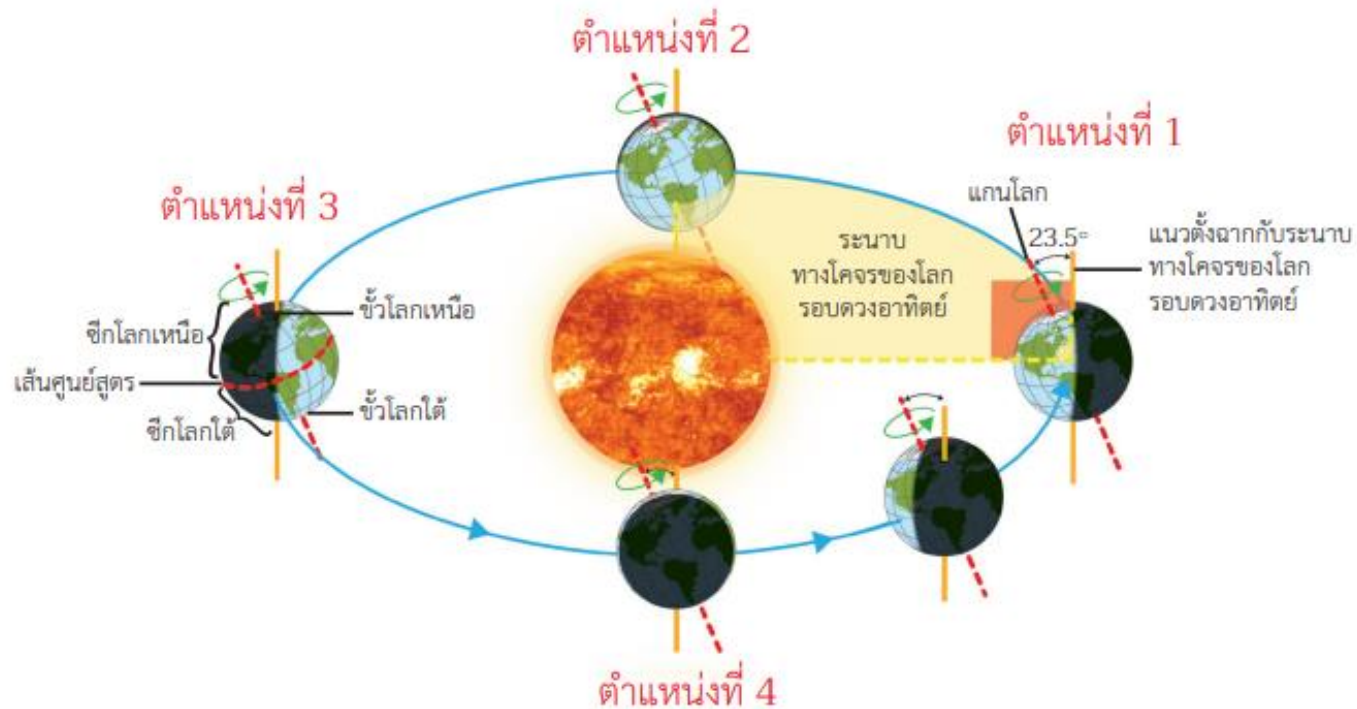 ตำแหน่งที่ 2
ตำแหน่งที่ 1
แกนโลก
23.5°
แนวตั้งฉากกับระนาบ
ทางโคจรของโลก
รอบดวงอาทิตย์
ตำแหน่งที่ 3
ระนาบ
ทางโคจรของโลก
รอบดวงอาทิตย์
ขั้วโลกเหนือ
ซีกโลกเหนือ
เส้นศูนย์สูตร
ขั้วโลกใต้
ซีกโลกใต้
ตำแหน่งที่ 4